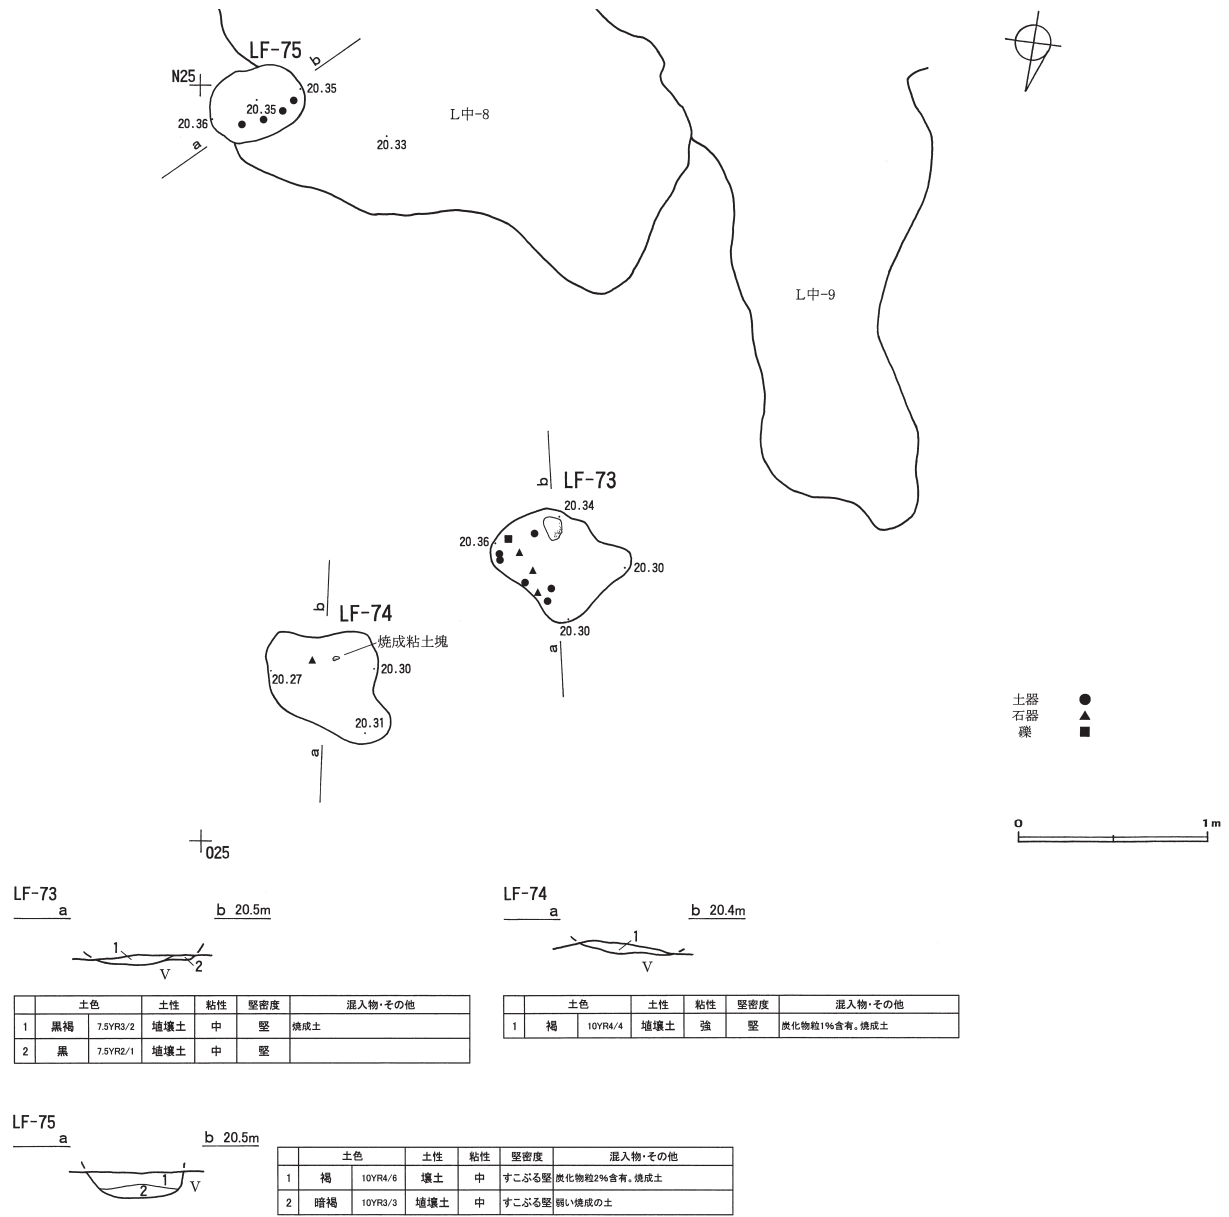 LF-75
b
N25
20.35
20.35
20.36
a
20.33
L中-8
L中-9
b
LF-73
20.34
20.36
20.30
20.30
a
b
LF-74
焼成粘土塊
20.27
20.30
20.31
a
土器
石器
礫
0 1m
O25
LF-73
a b 20.5m
1
2
V
土色 土性 粘性 堅密度 混入物・その他
1 黒褐 7.5YR3/2 埴壌土 中 堅 焼成土
2 黒 7.5YR2/1 埴壌土 中 堅
LF-74
a b 20.4m
1
V
土色 土性 粘性 堅密度 混入物・その他
1 褐 10YR4/4 埴壌土 強 堅 炭化物粒1%含有。焼成土
LF-75
a b 20.5m
1
2
V
土色 土性 粘性 堅密度 混入物・その他
1 褐 10YR4/6 壌土 中 すこぶる堅 炭化物粒2%含有。焼成土
2 暗褐 10YR3/3 埴壌土 中 すこぶる堅 弱い焼成の土